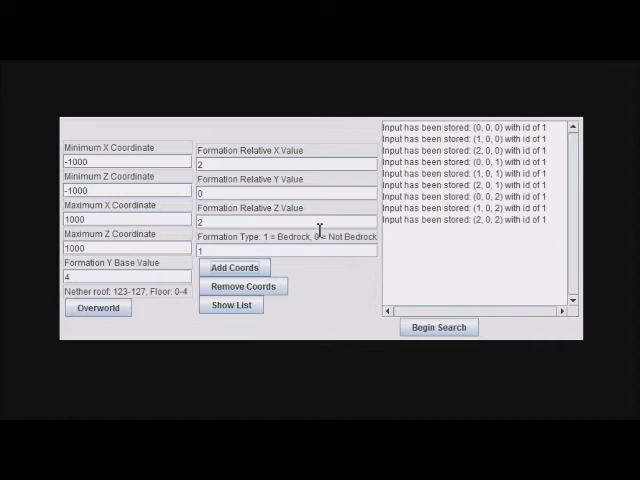 Minimum X Coordinate
-1000
Minimum Z Coordinate
-1000
Maximum X Coordinate
1000
Maximum Z Coordinate
1000
Formation Y Base Value
4
Nether roof: 123-127, Floor: 0-4
Overworld
Formation Relative X Value
2
Formation Relative Y Value
0
Formation Relative Z Value
2
Formation Type: 1 = Bedrock, 0 = Not Bedrock
1
Add Coords
Remove Coords
Show List
Input has been stored: (0, 0, 0) with id of 1
Input has been stored: (1, 0, 0) with id of 1
Input has been stored: (2, 0, 0) with id of 1
Input has been stored: (0, 0, 1) with id of 1
Input has been stored: (1, 0, 1) with id of 1
Input has been stored: (2, 0, 1) with id of 1
Input has been stored: (0, 0, 2) with id of 1
Input has been stored: (1, 0, 2) with id of 1
Input has been stored: (2, 0, 2) with id of 1
Begin Search